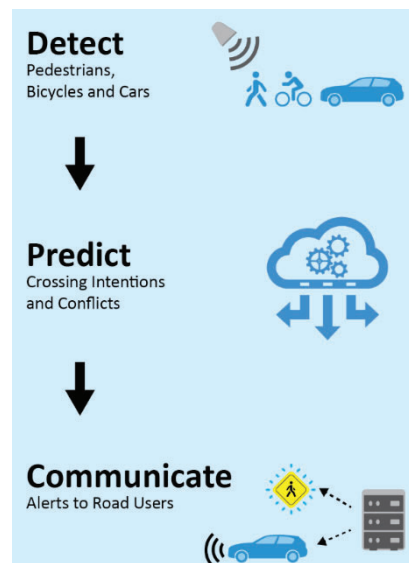 Detect
Pedestrians,
Bicycles and Cars
Predict
Crossing Intentions
and Conflicts
Communicate
Alerts to Road Users